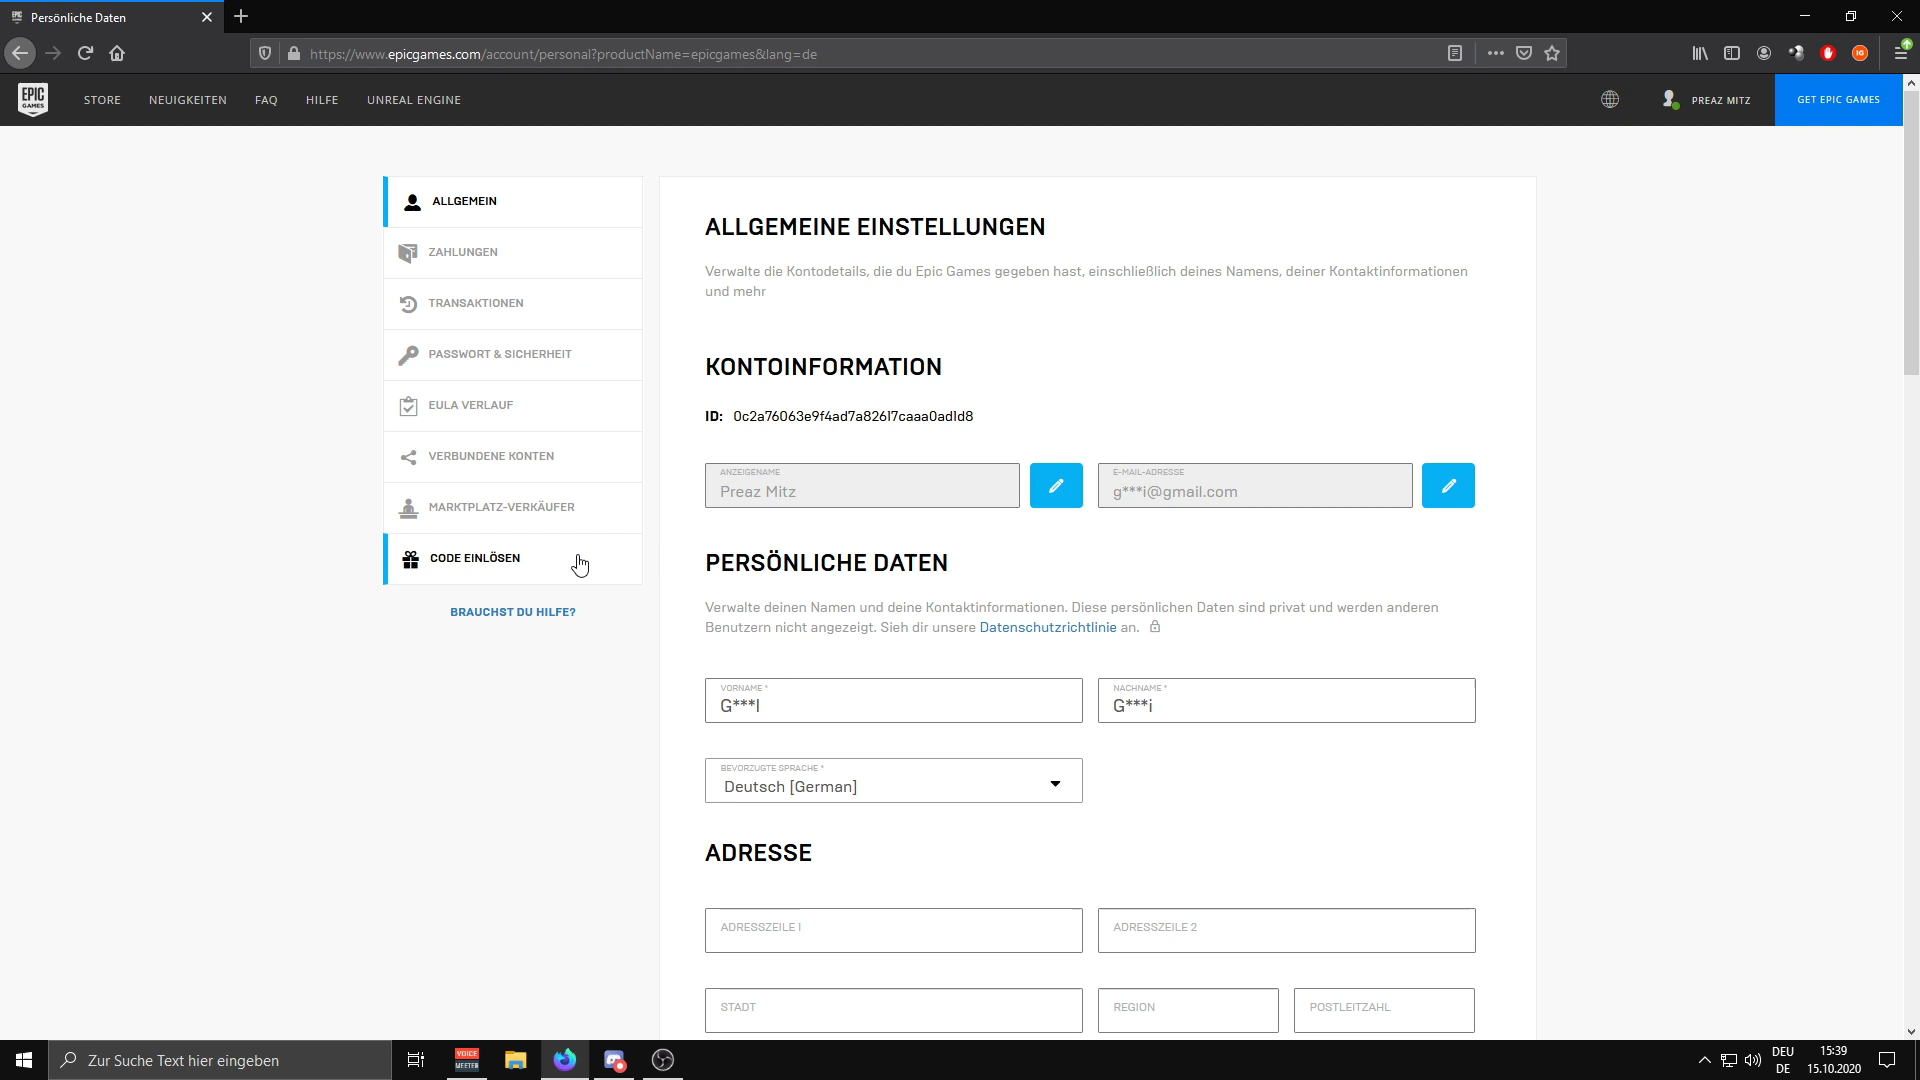 Persönliche Daten
https://www.epicgames.com/account/personal?productName=epicgames&lang=de
IG
EPIC GAMES
STORE
NEUIGKEITEN
FAQ
HILFE
UNREAL ENGINE
PREAZ MITZ
GET EPIC GAMES
ALLGEMEIN
ZAHLUNGEN
TRANSAKTIONEN
PASSWORT & SICHERHEIT
EULA VERLAUF
VERBUNDENE KONTEN
MARKTPLATZ-VERKÄUFER
CODE EINLÖSEN
BRAUCHST DU HILFE?
ALLGEMEINE EINSTELLUNGEN
Verwalte die Kontodetails, die du Epic Games gegeben hast, einschließlich deines Namens, deiner Kontaktinformationen
und mehr
KONTOINFORMATION
ID: 0c2a76063e9f4ad7a82617caaa0ad1d8
ANZEIGENAME
Preaz Mitz
E-MAIL-ADRESSE
g***i@gmail.com
PERSÖNLICHE DATEN
Verwalte deinen Namen und deine Kontaktinformationen. Diese persönlichen Daten sind privat und werden anderen
Benutzern nicht angezeigt. Sieh dir unsere Datenschutzrichtlinie an.
VORNAME *
G***l
NACHNAME *
G***i
BEVORZUGTE SPRACHE *
Deutsch [German]
ADRESSE
ADRESSZEILE 1
ADRESSZEILE 2
STADT
REGION
POSTLEITZAHL
Zur Suche Text hier eingeben
VOICE
MEETER
DEU
DE
15:39
15.10.2020